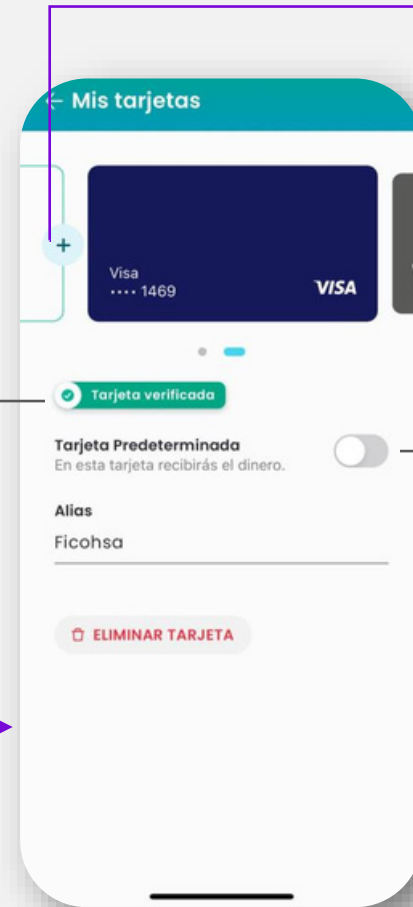 ← Mis tarjetas
+
Visa
•••• 1469
VISA
Tarjeta verificada
Tarjeta Predeterminada
En esta tarjeta recibirás el dinero.
Alias
Ficohsa
ELIMINAR TARJETA